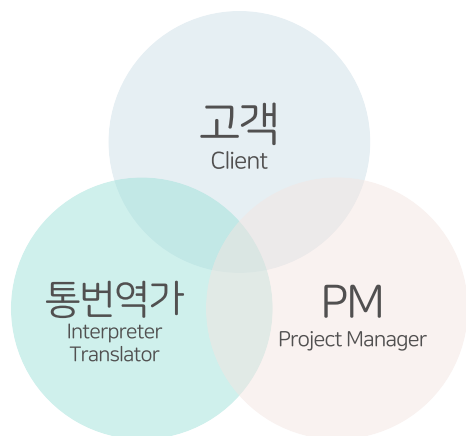 고객
Client
통번역가
Interpreter
Translator
PM
Project Manager